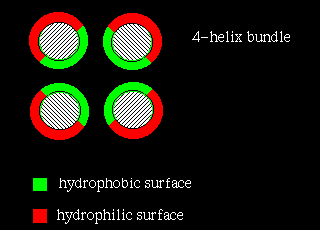 4-helix bundle
hydrophobic surface
hydrophilic surface